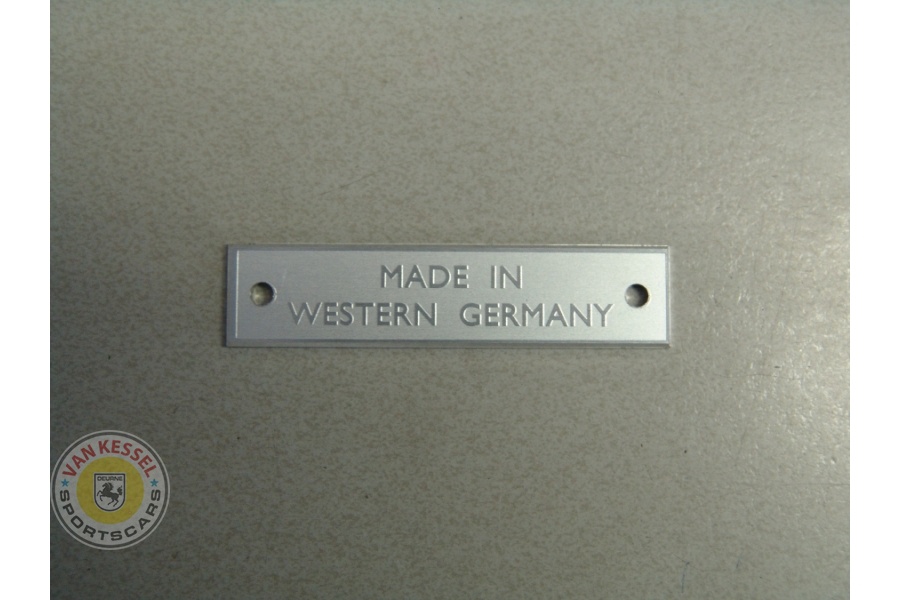 MADE IN
WESTERN GERMANY
VAN KESSEL
DEURNE
SPORTSCARS